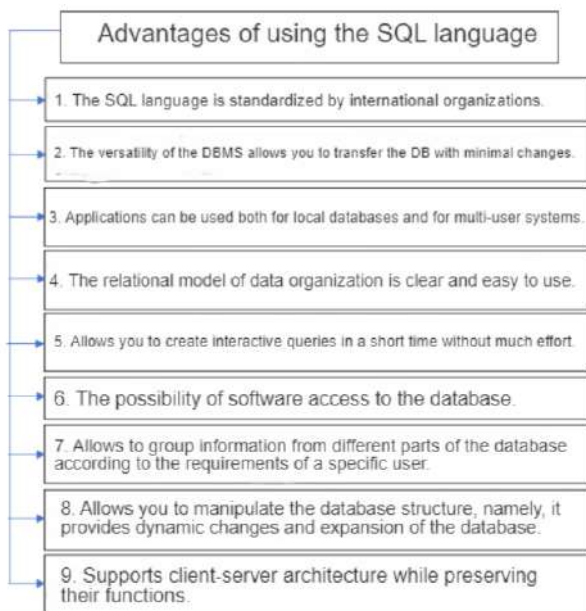 Advantages of using the SQL language
1. The SQL language is standardized by international organizations.
2. The versatility of the DBMS allows you to transfer the DB with minimal changes.
3. Applications can be used both for local databases and for multi-user systems.
4. The relational model of data organization is clear and easy to use.
5. Allows you to create interactive queries in a short time without much effort.
6. The possibility of software access to the database.
7. Allows to group information from different parts of the database
according to the requirements of a specific user.
8. Allows you to manipulate the database structure, namely, it
provides dynamic changes and expansion of the database.
9. Supports client-server architecture while preserving
their functions.